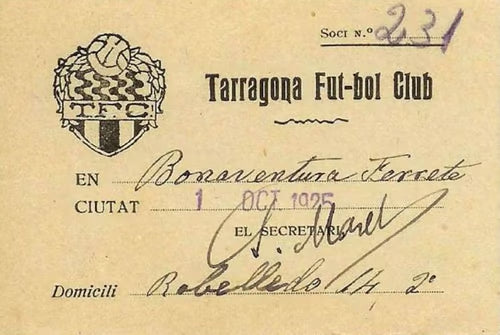 Soci n.º 231
T.F.C.
Tarragona Fut-bol Club
EN Bonaventura Ferrete
CIUTAT 1 OCT 1925
EL SECRETARI,
Domicili Robelledo 14, 2º